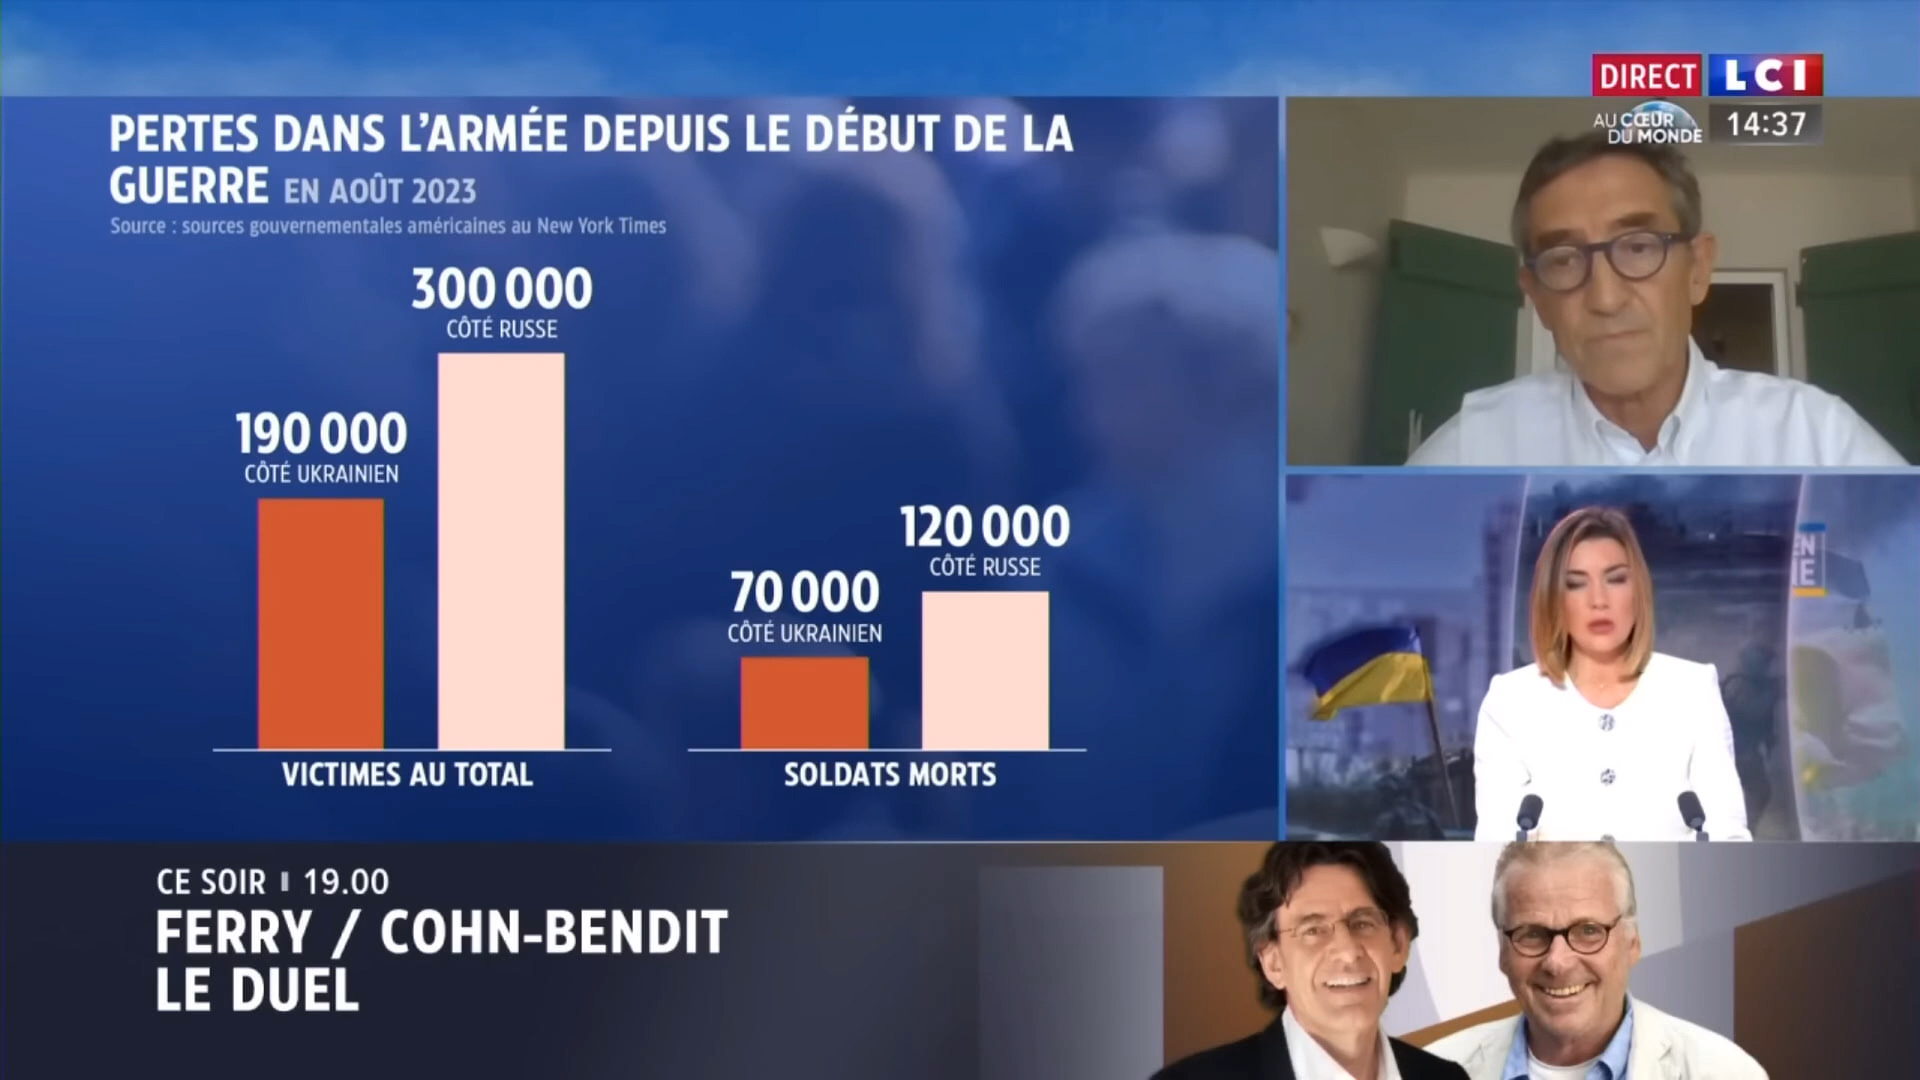 DIRECT LCI
AU CŒUR
DU MONDE
14:37
PERTES DANS L'ARMÉE DEPUIS LE DÉBUT DE LA
GUERRE EN AOÛT 2023
Source : sources gouvernementales américaines au New York Times
300 000
CÔTÉ RUSSE
190 000
CÔTÉ UKRAINIEN
120 000
CÔTÉ RUSSE
70 000
CÔTÉ UKRAINIEN
VICTIMES AU TOTAL
SOLDATS MORTS
CE SOIR 19.00
FERRY / COHN-BENDIT
LE DUEL